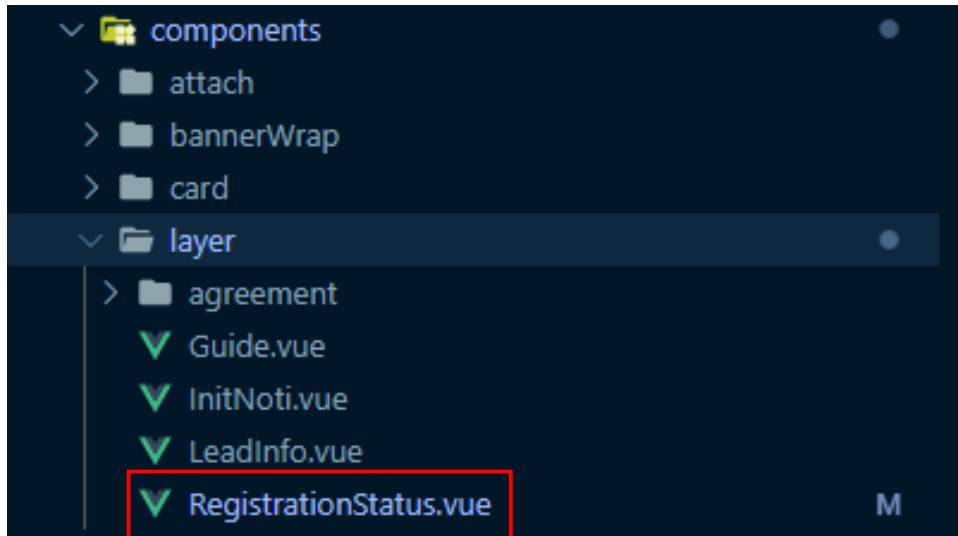 components
attach
bannerWrap
card
layer
agreement
Guide.vue
InitNoti.vue
LeadInfo.vue
RegistrationStatus.vue M